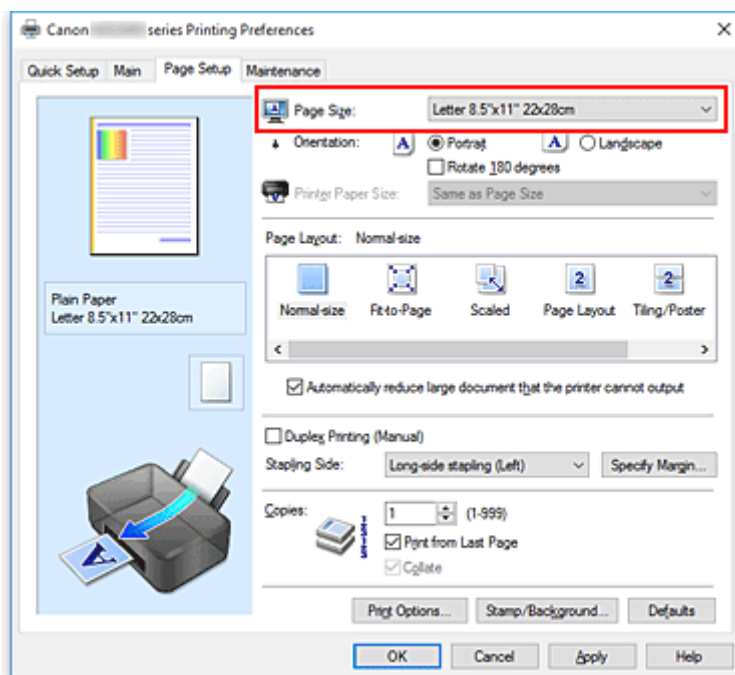 Canon series Printing Preferences
Quick Setup Main Page Setup Maintenance
Page Size: Letter 8.5"x11" 22x28cm
Orientation: A Portrait A Landscape
Rotate 180 degrees
Printer Paper Size: Same as Page Size
Page Layout: Normal-size
Normal-size Fit-to-Page Scaled Page Layout Tiling/Poster
Plain Paper
Letter 8.5"x11" 22x28cm
Automatically reduce large document that the printer cannot output
Duplex Printing (Manual)
Stapling Side: Long-side stapling (Left) Specify Margin...
Copies: 1 (1-999)
Print from Last Page
Collate
Print Options... Stamp/Background... Defaults
OK Cancel Apply Help